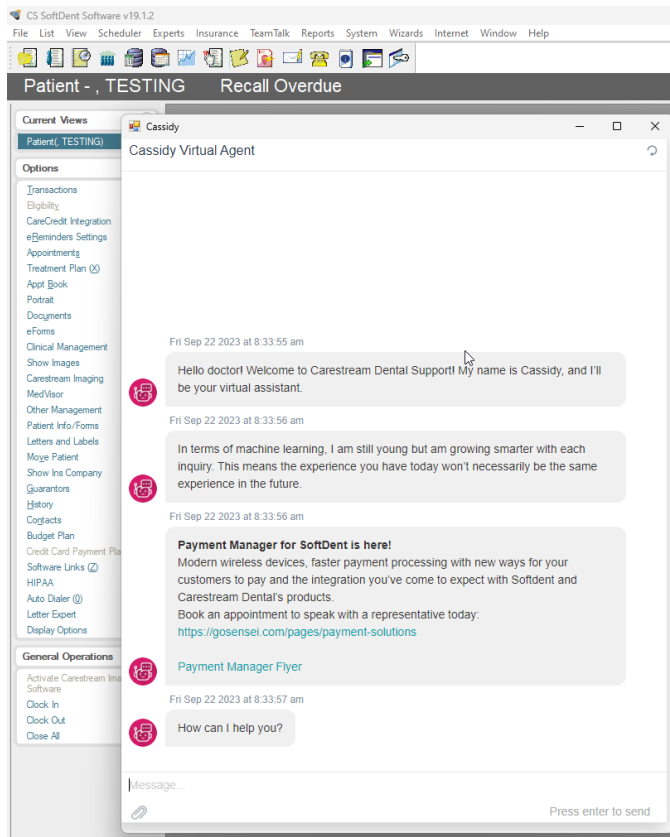 CS SoftDent Software v19.1.2
File List View Scheduler Experts Insurance TeamTalk Reports System Wizards Internet Window Help
Patient - , TESTING Recall Overdue
Current Views
Patient(, TESTING)
Options
Transactions
Eligibility
CareCredit Integration
eReminders Settings
Appointments
Treatment Plan (X)
Appt Book
Portrait
Documents
eForms
Clinical Management
Show Images
Carestream Imaging
MedVisor
Other Management
Patient Info/Forms
Letters and Labels
Move Patient
Show Ins Company
Guarantors
History
Contacts
Budget Plan
Credit Card Payment Pla
Software Links (Z)
HIPAA
Auto Dialer (0)
Letter Expert
Display Options
General Operations
Activate Carestream Ima
Software
Clock In
Clock Out
Close All
Cassidy
Cassidy Virtual Agent
Fri Sep 22 2023 at 8:33:55 am
Hello doctor! Welcome to Carestream Dental Support! My name is Cassidy, and I'll
be your virtual assistant.
Fri Sep 22 2023 at 8:33:56 am
In terms of machine learning, I am still young but am growing smarter with each
inquiry. This means the experience you have today won't necessarily be the same
experience in the future.
Fri Sep 22 2023 at 8:33:56 am
Payment Manager for SoftDent is here!
Modern wireless devices, faster payment processing with new ways for your
customers to pay and the integration you've come to expect with Softdent and
Carestream Dental's products.
Book an appointment to speak with a representative today:
https://gosensei.com/pages/payment-solutions
Payment Manager Flyer
Fri Sep 22 2023 at 8:33:57 am
How can I help you?
Message...
Press enter to send